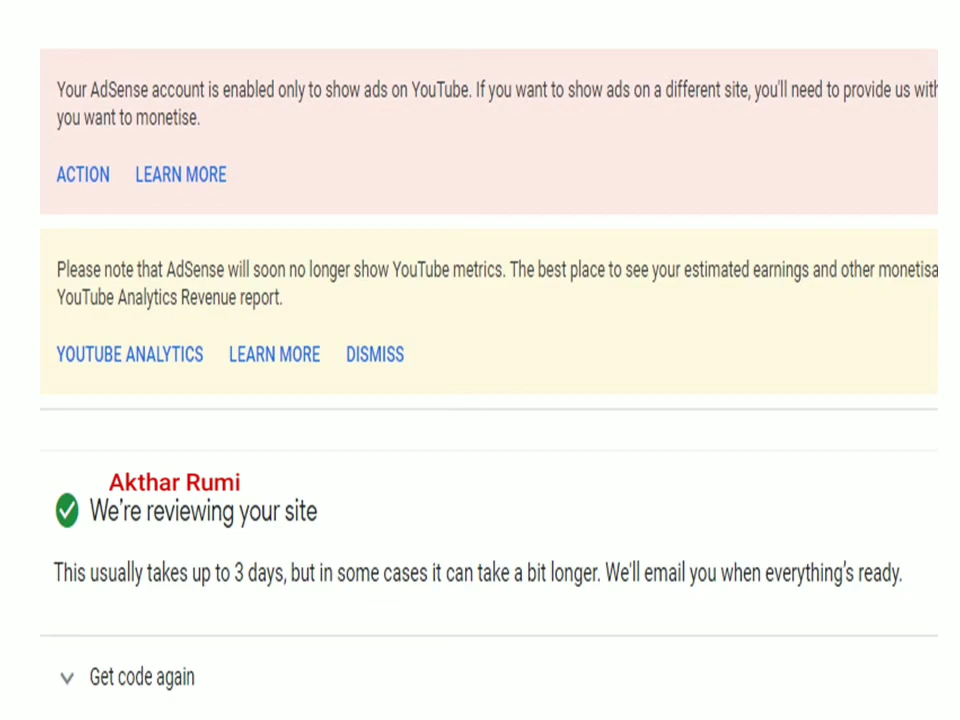 Your AdSense account is enabled only to show ads on YouTube. If you want to show ads on a different site, you'll need to provide us with
you want to monetise.
ACTION LEARN MORE
Please note that AdSense will soon no longer show YouTube metrics. The best place to see your estimated earnings and other monetisa
YouTube Analytics Revenue report.
YOUTUBE ANALYTICS LEARN MORE DISMISS
Akthar Rumi
We're reviewing your site
This usually takes up to 3 days, but in some cases it can take a bit longer. We'll email you when everything's ready.
Get code again